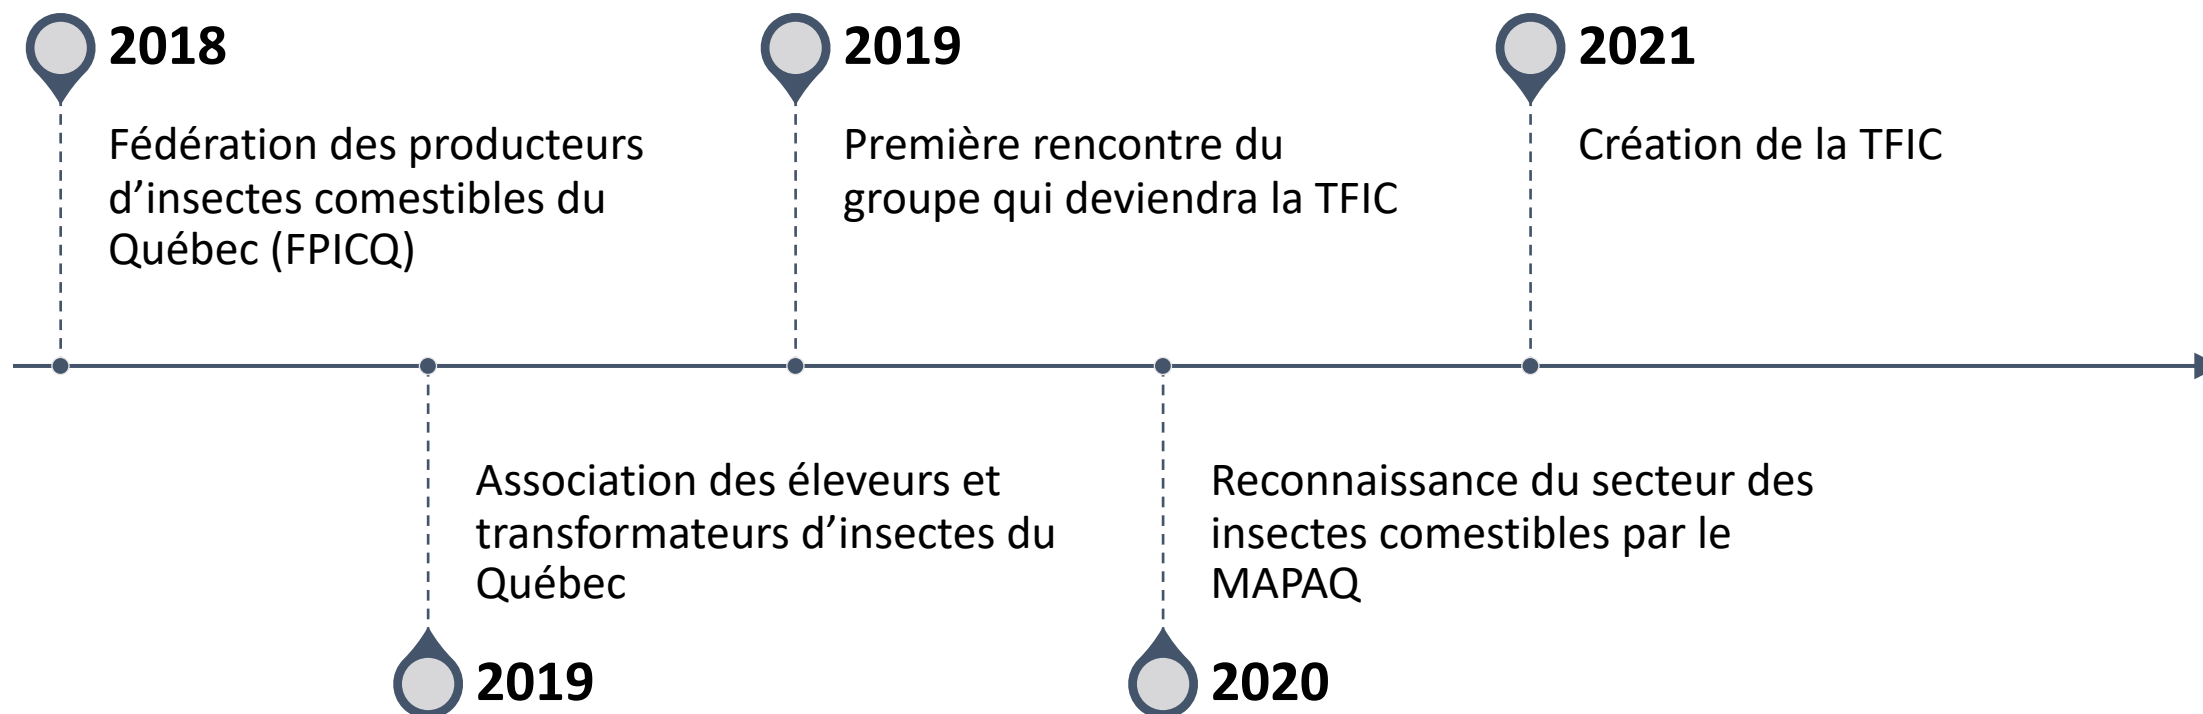 2018
Fédération des producteurs
d’insectes comestibles du
Québec (FPICQ)
Association des éleveurs et
transformateurs d’insectes du
Québec
2019
2019
Première rencontre du
groupe qui deviendra la TFIC
Reconnaissance du secteur des
insectes comestibles par le
MAPAQ
2020
2021
Création de la TFIC